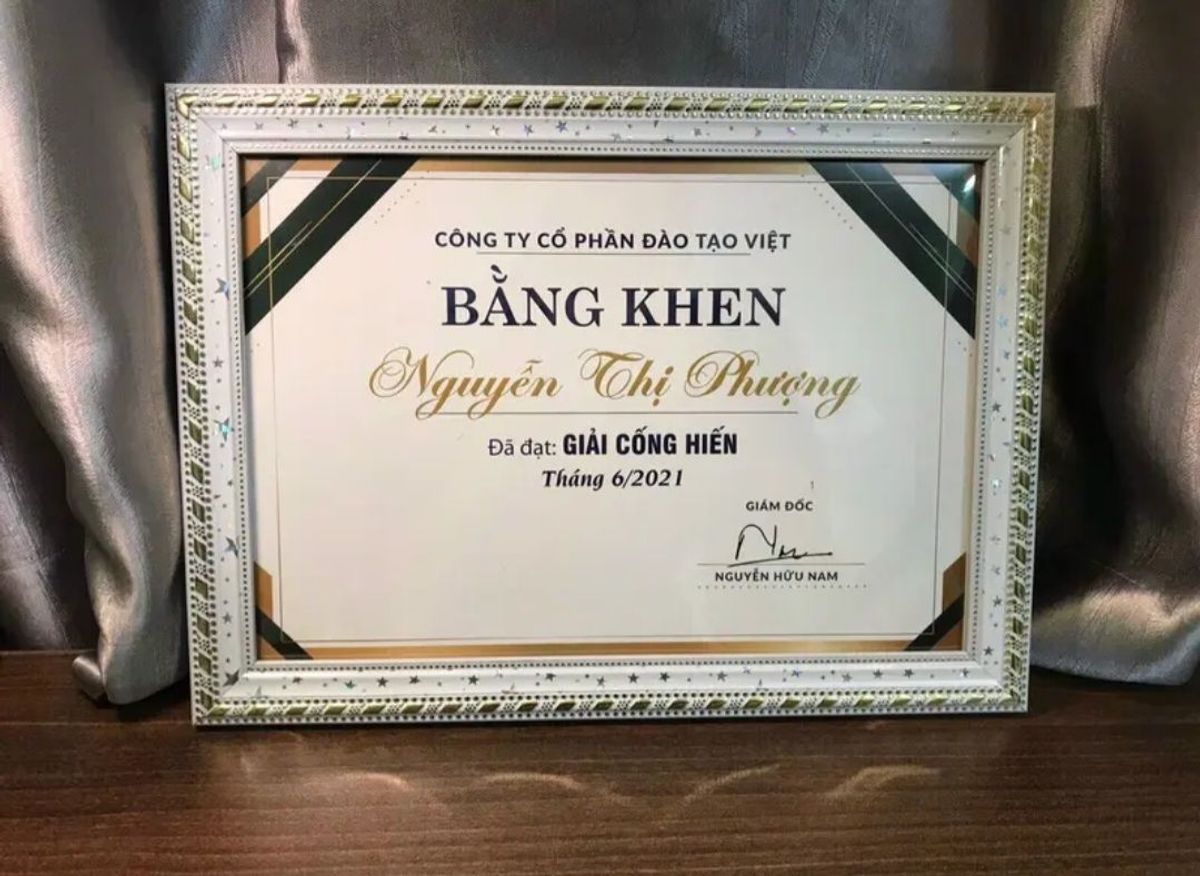 CÔNG TY CỔ PHẦN ĐÀO TẠO VIỆT
BẰNG KHEN
Nguyễn Thị Phượng
Đã đạt: GIẢI CỐNG HIẾN
Tháng 6/2021
GIÁM ĐỐC
NGUYỄN HỮU NAM